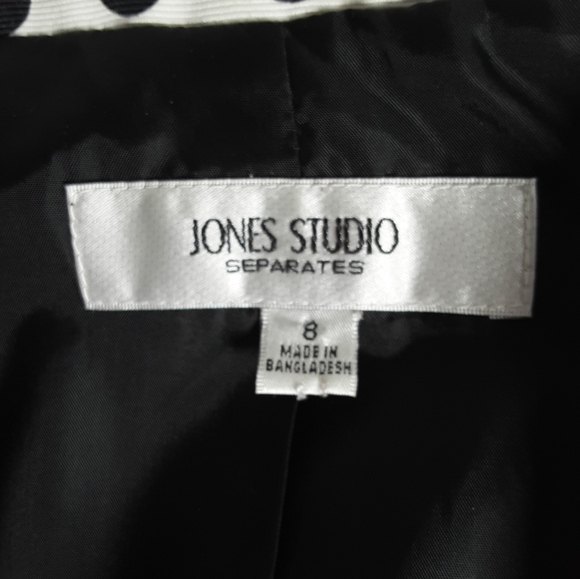 JONES STUDIO
SEPARATES
8
MADE IN
BANGLADESH